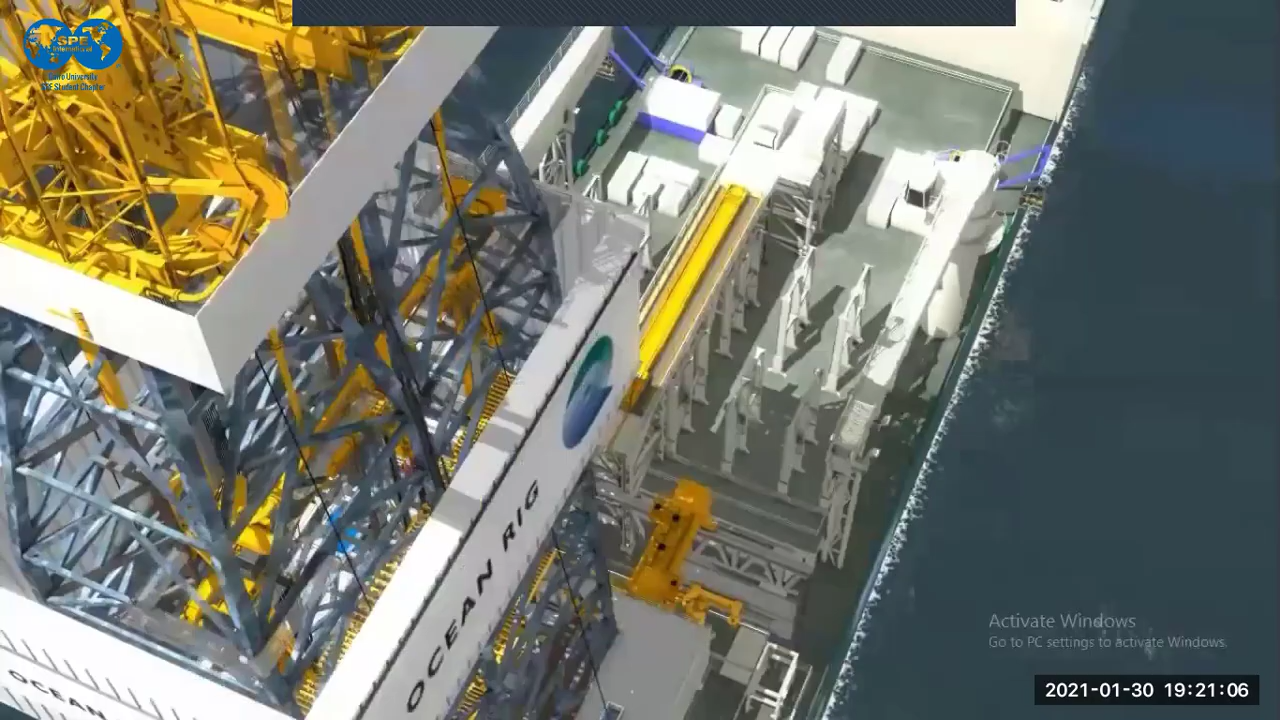 SPE
International
Cairo University
SPE Student Chapter
OCEAN RIG
OCEAN
Activate Windows
Go to PC settings to activate Windows.
2021-01-30 19:21:06